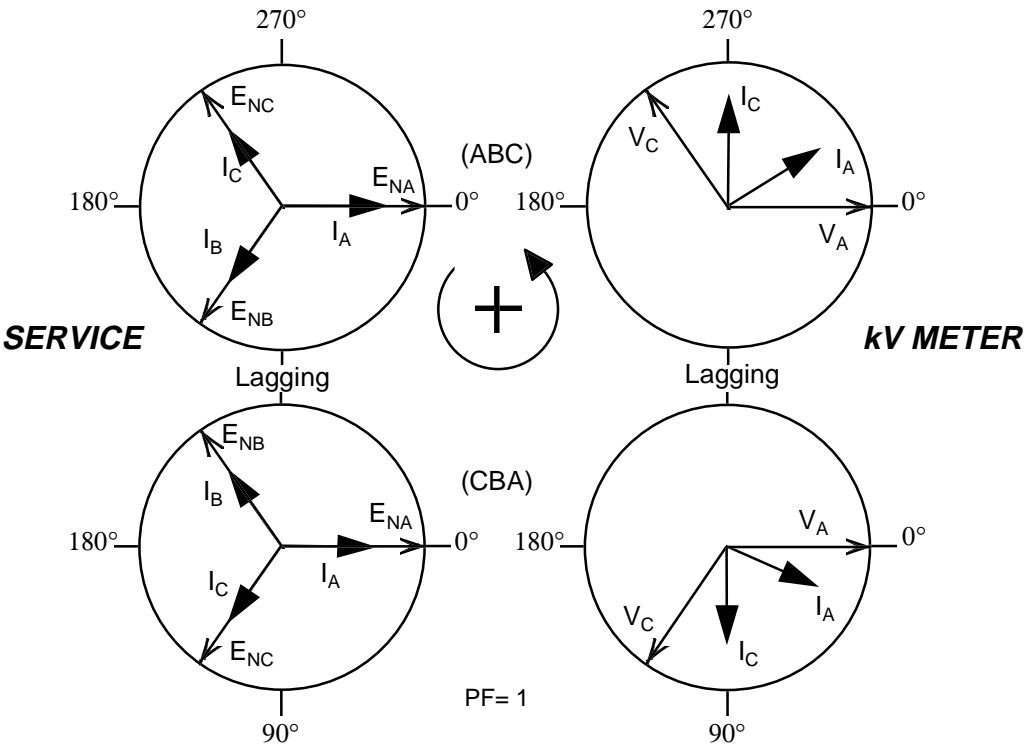 270°
270°
E_NC
I_C
V_C
I_C
(ABC)
I_A
180°
E_NA
0°
180°
0°
I_A
V_A
I_B
E_NB
+
SERVICE
kV METER
Lagging
Lagging
E_NB
I_B
(CBA)
E_NA
V_A
180°
0°
180°
0°
I_A
I_C
I_A
V_C
E_NC
I_C
PF= 1
90°
90°